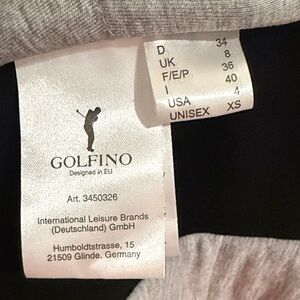 GOLFINO
Designed in EU
Art. 3450326
International Leisure Brands
(Deutschland) GmbH
Humboldtstrasse, 15
21509 Glinde, Germany
D 34
UK 8
F/E/P 36
I 40
USA 4
UNISEX XS